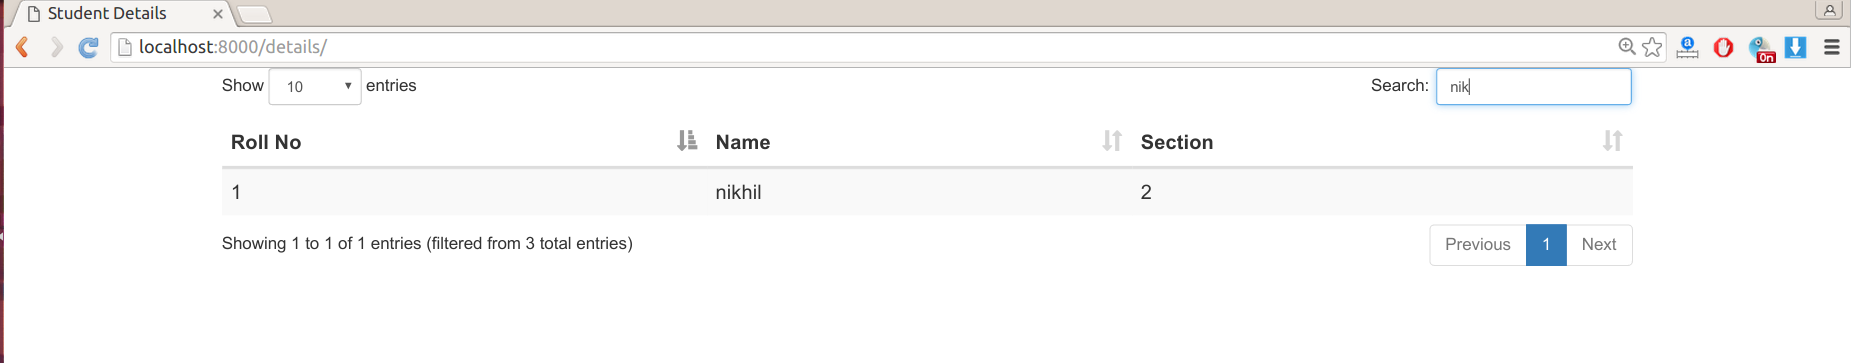 Student Details
localhost:8000/details/
a
On
Show 10 entries Search: nik
Roll No Name Section
1 nikhil 2
Showing 1 to 1 of 1 entries (filtered from 3 total entries) Previous 1 Next